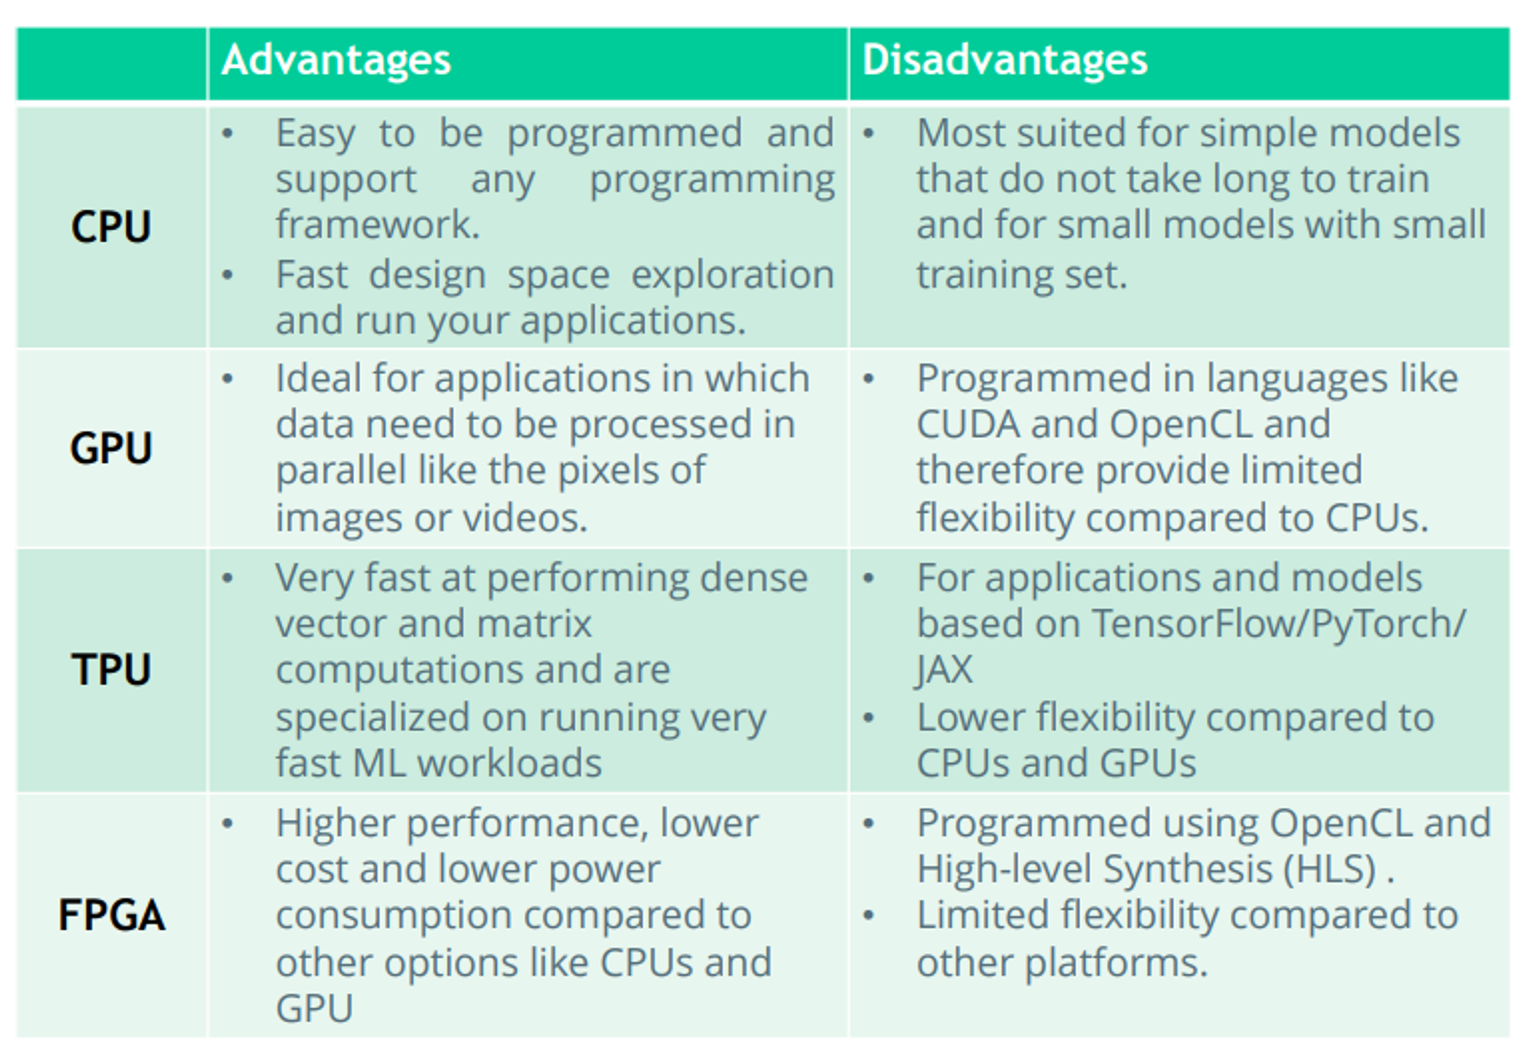 Advantages
Disadvantages
CPU
• Easy to be programmed and
support any programming
framework.
• Fast design space exploration
and run your applications.
• Most suited for simple models
that do not take long to train
and for small models with small
training set.
GPU
• Ideal for applications in which
data need to be processed in
parallel like the pixels of
images or videos.
• Programmed in languages like
CUDA and OpenCL and
therefore provide limited
flexibility compared to CPUs.
TPU
• Very fast at performing dense
vector and matrix
computations and are
specialized on running very
fast ML workloads
• For applications and models
based on TensorFlow/PyTorch/
JAX
• Lower flexibility compared to
CPUs and GPUs
FPGA
• Higher performance, lower
cost and lower power
consumption compared to
other options like CPUs and
GPU
• Programmed using OpenCL and
High-level Synthesis (HLS) .
• Limited flexibility compared to
other platforms.